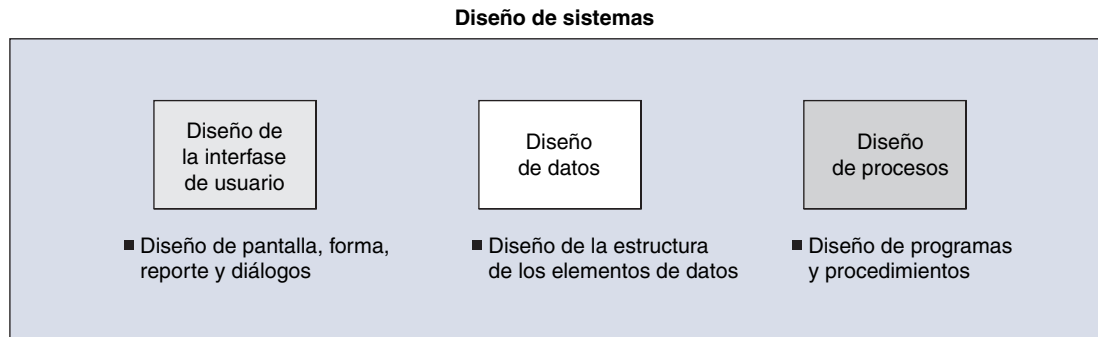 Diseño de sistemas
Diseño de
la interfase
de usuario
Diseño de pantalla, forma,
reporte y diálogos
Diseño
de datos
Diseño de la estructura
de los elementos de datos
Diseño
de procesos
Diseño de programas
y procedimientos